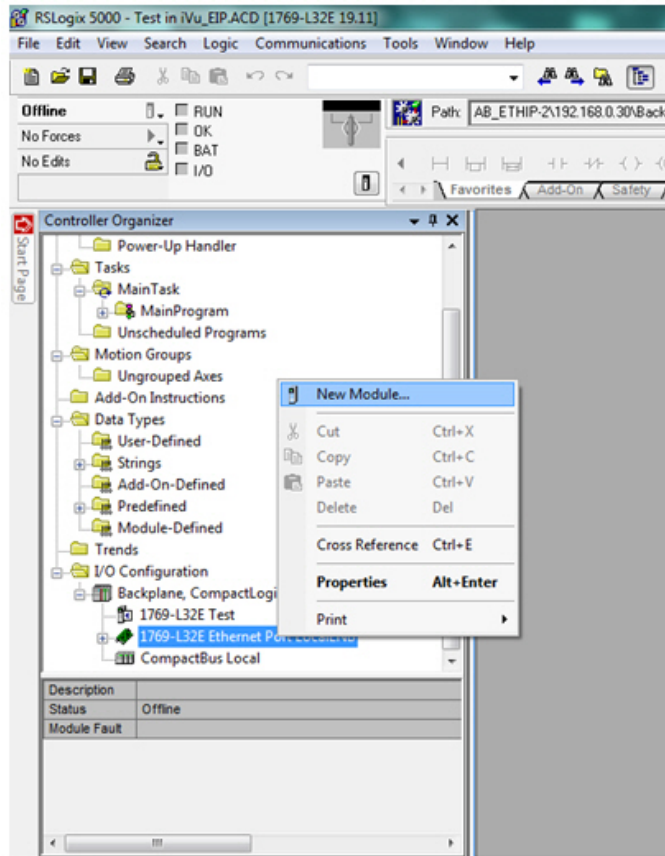 RSLogix 5000 - Test in iVu_EIP.ACD [1769-L32E 19.11]
File Edit View Search Logic Communications Tools Window Help
Offline RUN
No Forces OK
No Edits BAT
I/O
Path: AB_ETHIP-2\192.168.0.30\Back
Favorites Add-On Safety
Start Page
Controller Organizer
Power-Up Handler
Tasks
MainTask
MainProgram
Unscheduled Programs
Motion Groups
Ungrouped Axes
Add-On Instructions
Data Types
User-Defined
Strings
Add-On-Defined
Predefined
Module-Defined
Trends
I/O Configuration
Backplane, CompactLogi
1769-L32E Test
1769-L32E Ethernet Port LocalENB
CompactBus Local
New Module...
Cut Ctrl+X
Copy Ctrl+C
Paste Ctrl+V
Delete Del
Cross Reference Ctrl+E
Properties Alt+Enter
Print
Description
Status Offline
Module Fault